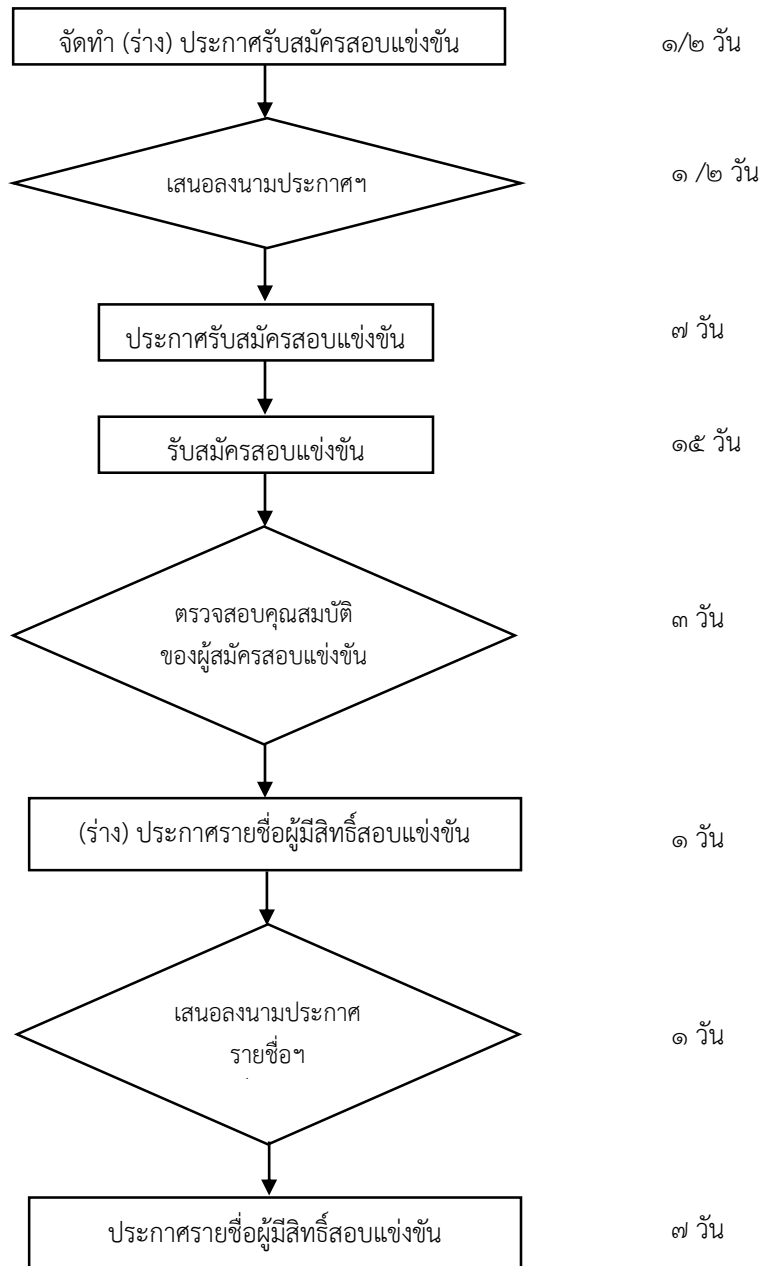 จัดทำ (ร่าง) ประกาศรับสมัครสอบแข่งขัน
๑/๒ วัน
เสนอลงนามประกาศฯ
๑ /๒ วัน
ประกาศรับสมัครสอบแข่งขัน
๗ วัน
รับสมัครสอบแข่งขัน
๑๕ วัน
ตรวจสอบคุณสมบัติ
ของผู้สมัครสอบแข่งขัน
๓ วัน
(ร่าง) ประกาศรายชื่อผู้มีสิทธิ์สอบแข่งขัน
๑ วัน
เสนอลงนามประกาศ
รายชื่อฯ
๑ วัน
ประกาศรายชื่อผู้มีสิทธิ์สอบแข่งขัน
๗ วัน